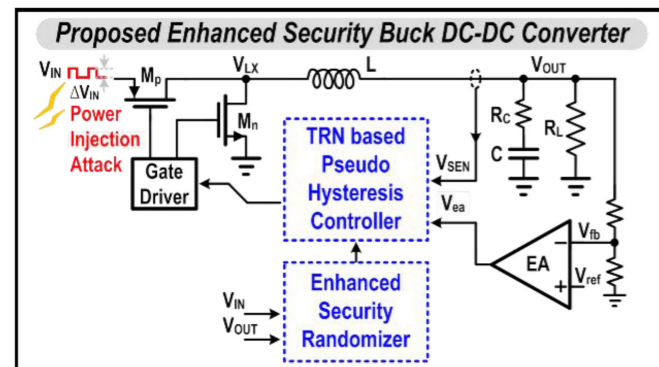 Proposed Enhanced Security Buck DC-DC Converter
VIN
ΔVIN
Power
Injection
Attack
Mp
VLX
Mn
L
VOUT
RC
C
RL
Gate
Driver
TRN based
Pseudo
Hysteresis
Controller
VSEN
Vea
EA
Vfb
Vref
−
+
VIN
VOUT
Enhanced
Security
Randomizer